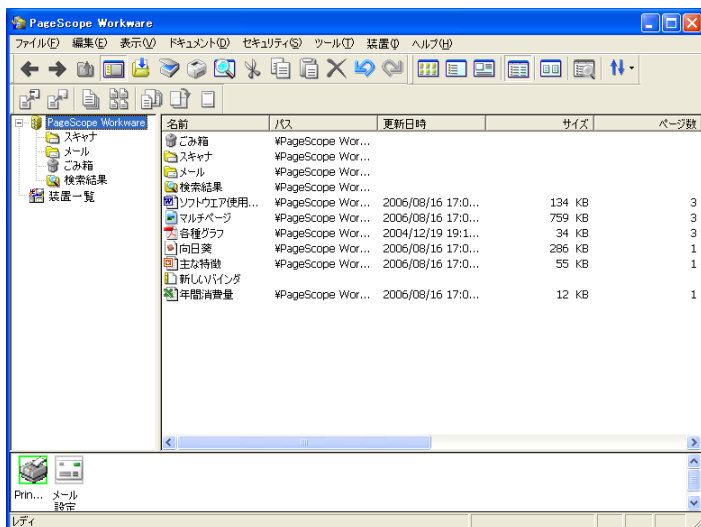 PageScope Workware
ファイル(F) 編集(E) 表示(V) ドキュメント(D) セキュリティ(S) ツール(T) 装置(I) ヘルプ(H)
PageScope Workware
スキャナ
メール
ごみ箱
検索結果
装置一覧
名前 パス 更新日時 サイズ ページ数
ごみ箱 ¥PageScope Wor...
スキャナ ¥PageScope Wor...
メール ¥PageScope Wor...
検索結果 ¥PageScope Wor...
ソフトウエア使用... ¥PageScope Wor... 2006/08/16 17:0... 134 KB 3
マルチページ ¥PageScope Wor... 2006/08/16 17:0... 759 KB 3
各種グラフ ¥PageScope Wor... 2004/12/19 19:1... 34 KB 3
向日葵 ¥PageScope Wor... 2006/08/16 17:0... 286 KB 1
主な特徴 ¥PageScope Wor... 2006/08/16 17:0... 55 KB 1
新しいバインダ
年間消費量 ¥PageScope Wor... 2006/08/16 17:0... 12 KB 1
Prin... メール
設定
レディ